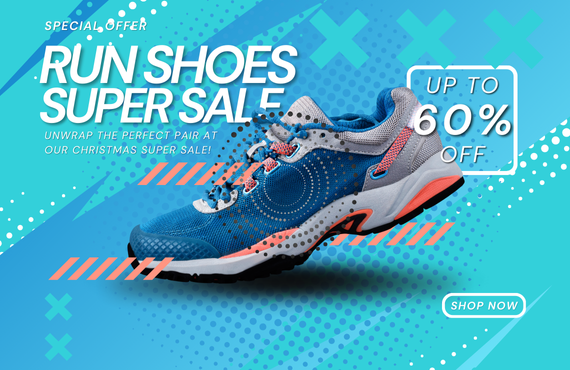 SPECIAL OFFER
RUN SHOES
SUPER SALE
UNWRAP THE PERFECT PAIR AT
OUR CHRISTMAS SUPER SALE!
UP TO
60%
OFF
SHOP NOW